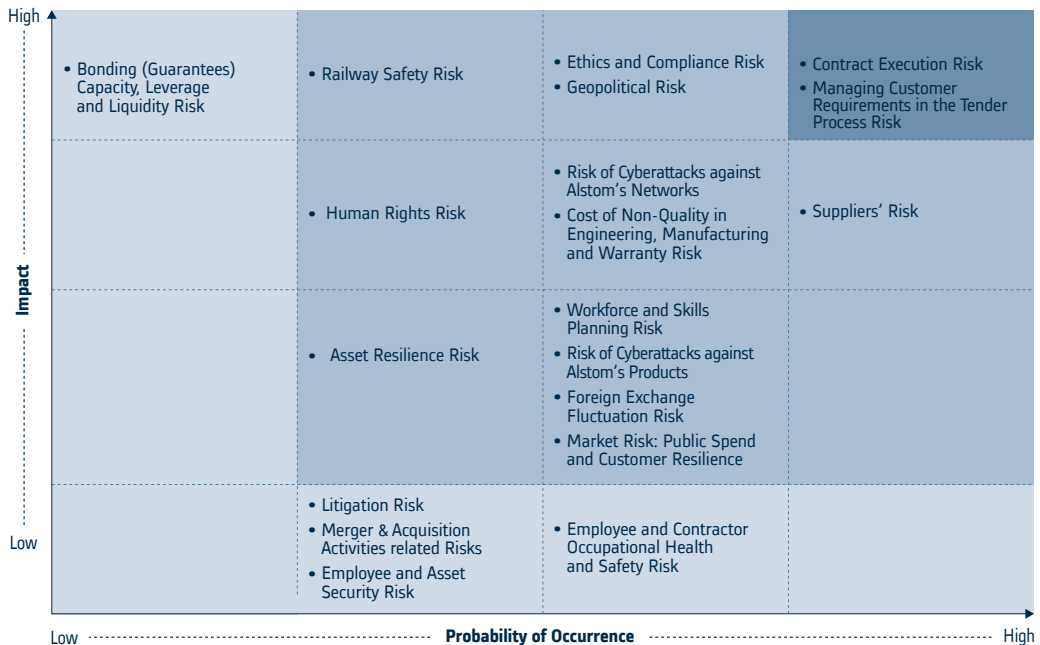 High
• Bonding (Guarantees)
Capacity, Leverage
and Liquidity Risk
• Railway Safety Risk
• Ethics and Compliance Risk
• Geopolitical Risk
• Contract Execution Risk
• Managing Customer
Requirements in the Tender
Process Risk
• Human Rights Risk
• Risk of Cyberattacks against
Alstom's Networks
• Cost of Non-Quality in
Engineering, Manufacturing
and Warranty Risk
• Suppliers' Risk
Impact
• Asset Resilience Risk
• Workforce and Skills
Planning Risk
• Risk of Cyberattacks against
Alstom's Products
• Foreign Exchange
Fluctuation Risk
• Market Risk: Public Spend
and Customer Resilience
Low
• Litigation Risk
• Merger & Acquisition
Activities related Risks
• Employee and Asset
Security Risk
• Employee and Contractor
Occupational Health
and Safety Risk
Low
Probability of Occurrence
High